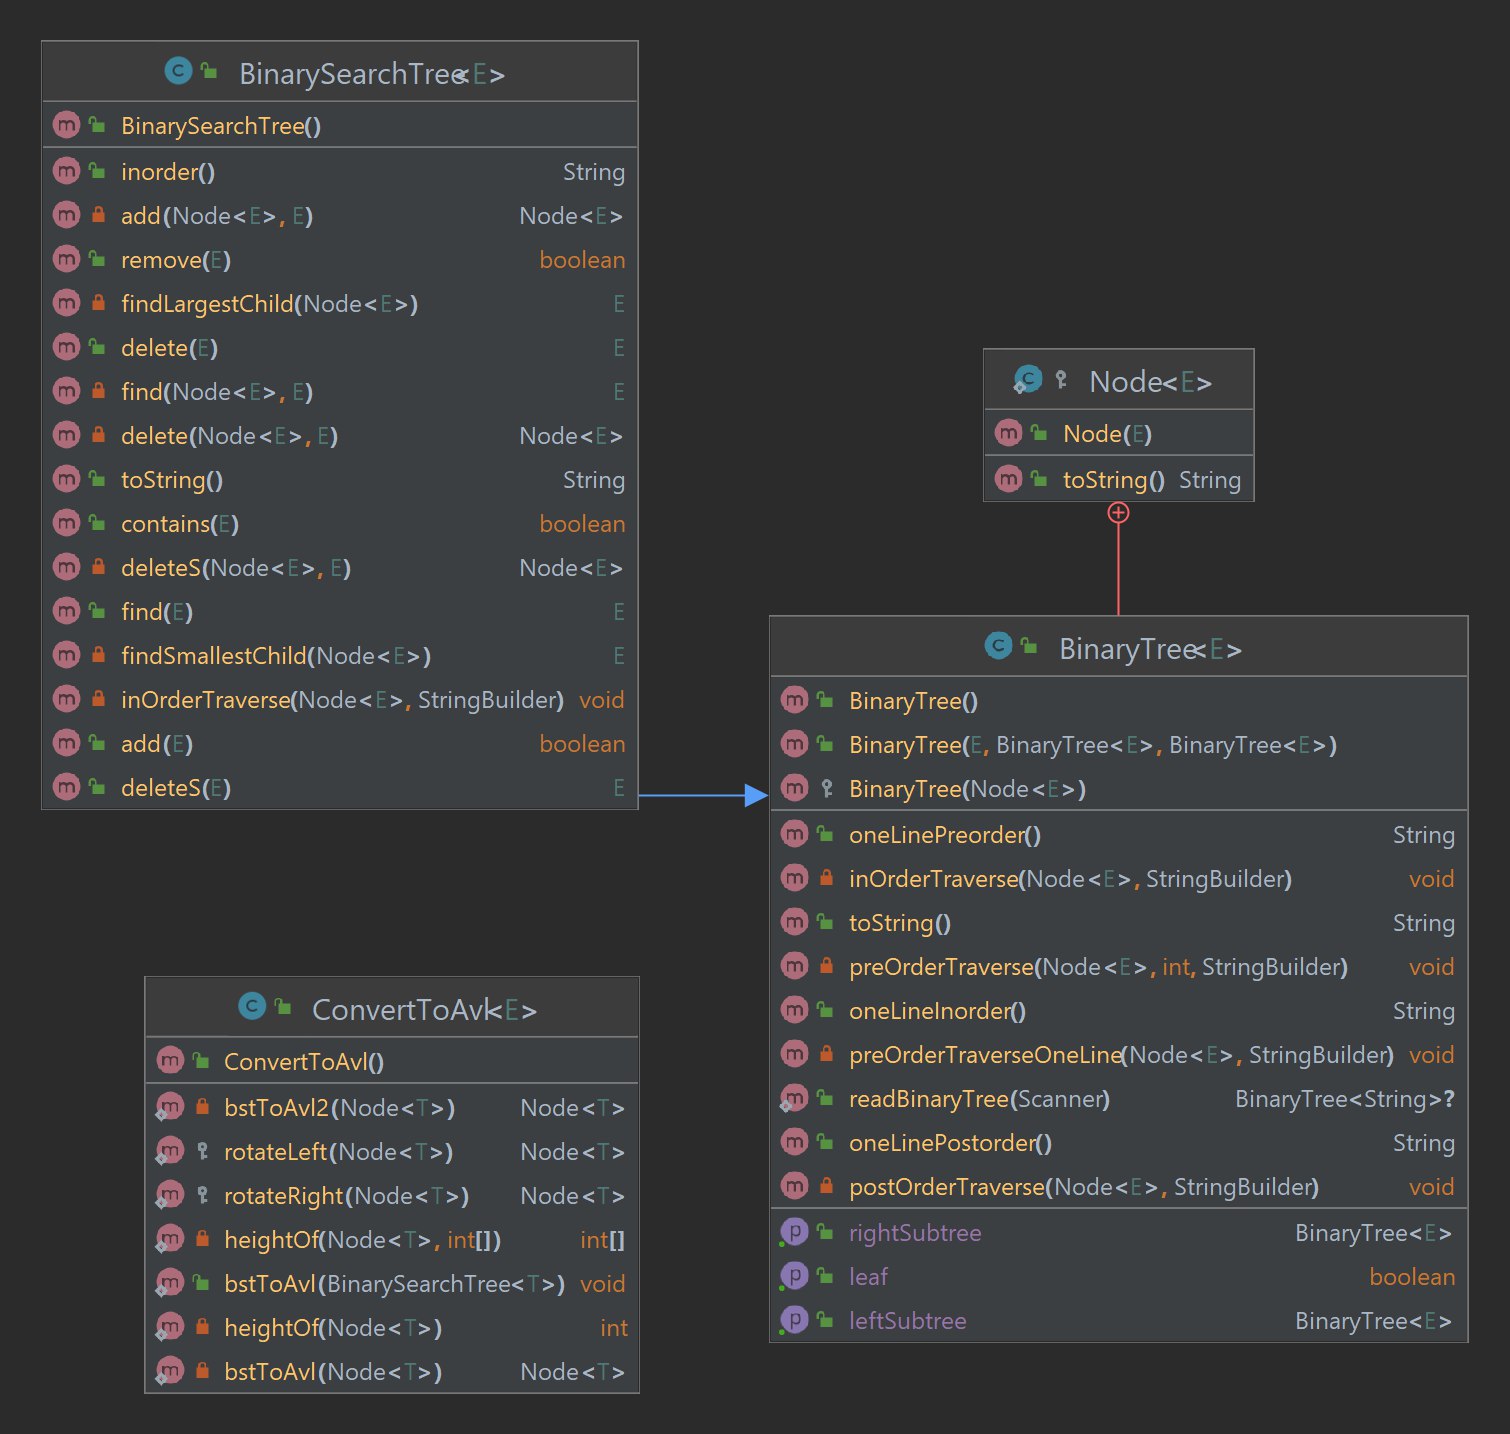 BinarySearchTree<E>
BinarySearchTree()
inorder() String
add(Node<E>, E) Node<E>
remove(E) boolean
findLargestChild(Node<E>) E
delete(E) E
find(Node<E>, E) E
delete(Node<E>, E) Node<E>
toString() String
contains(E) boolean
deleteS(Node<E>, E) Node<E>
find(E) E
findSmallestChild(Node<E>) E
inOrderTraverse(Node<E>, StringBuilder) void
add(E) boolean
deleteS(E) E
Node<E>
Node(E)
toString() String
BinaryTree<E>
BinaryTree()
BinaryTree(E, BinaryTree<E>, BinaryTree<E>)
BinaryTree(Node<E>)
oneLinePreorder() String
inOrderTraverse(Node<E>, StringBuilder) void
toString() String
preOrderTraverse(Node<E>, int, StringBuilder) void
oneLineInorder() String
preOrderTraverseOneLine(Node<E>, StringBuilder) void
readBinaryTree(Scanner) BinaryTree<String>?
oneLinePostorder() String
postOrderTraverse(Node<E>, StringBuilder) void
rightSubtree BinaryTree<E>
leaf boolean
leftSubtree BinaryTree<E>
ConvertToAvl<E>
ConvertToAvl()
bstToAvl2(Node<T>) Node<T>
rotateLeft(Node<T>) Node<T>
rotateRight(Node<T>) Node<T>
heightOf(Node<T>, int[]) int[]
bstToAvl(BinarySearchTree<T>) void
heightOf(Node<T>) int
bstToAvl(Node<T>) Node<T>